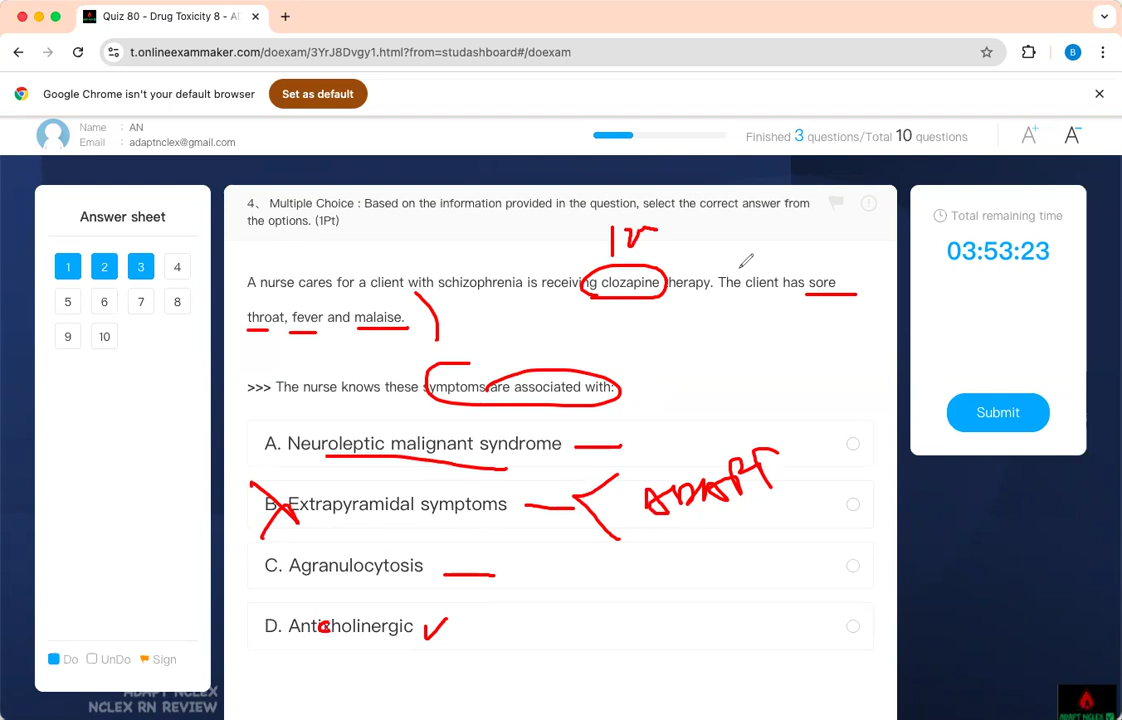 Quiz 80 - Drug Toxicity 8 - AD
t.onlineexammaker.com/doexam/3YrJ8Dvgy1.html?from=studashboard#/doexam
B
Google Chrome isn't your default browser
Set as default
Name : AN
Email : adaptnclex@gmail.com
Finished 3 questions/Total 10 questions
A+ A-
Answer sheet
1 2 3 4
5 6 7 8
9 10
Do UnDo Sign
ADAPT NCLEX
NCLEX RN REVIEW
4、 Multiple Choice : Based on the information provided in the question, select the correct answer from
the options. (1Pt)
A nurse cares for a client with schizophrenia is receiving clozapine therapy. The client has sore
throat, fever and malaise.
>>> The nurse knows these symptoms are associated with:
A. Neuroleptic malignant syndrome
B. Extrapyramidal symptoms
ADAPT
C. Agranulocytosis
D. Anticholinergic
Total remaining time
03:53:23
Submit